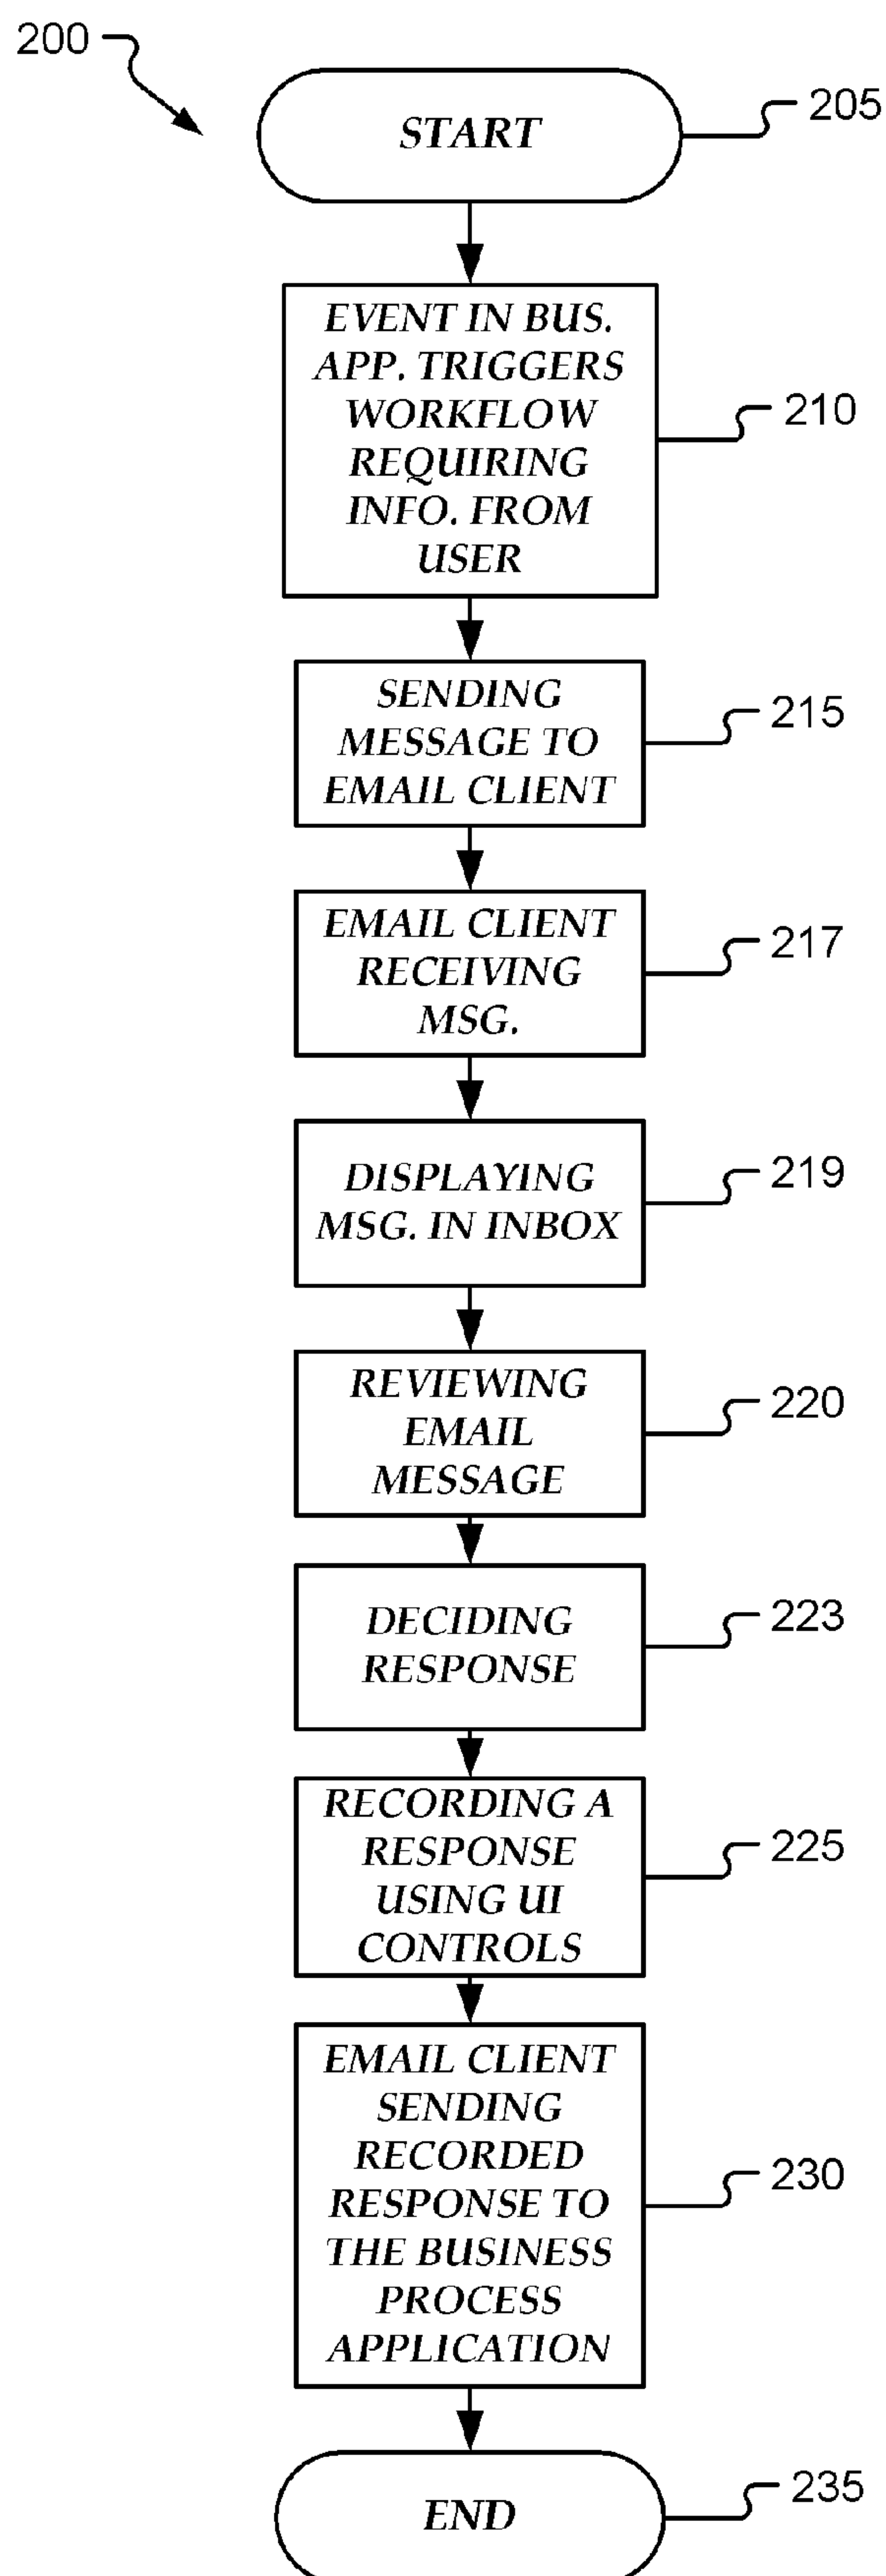 200
START
205
EVENT IN BUS.
APP. TRIGGERS
WORKFLOW
REQUIRING
INFO. FROM
USER
210
SENDING
MESSAGE TO
EMAIL CLIENT
215
EMAIL CLIENT
RECEIVING
MSG.
217
DISPLAYING
MSG. IN INBOX
219
REVIEWING
EMAIL
MESSAGE
220
DECIDING
RESPONSE
223
RECORDING A
RESPONSE
USING UI
CONTROLS
225
EMAIL CLIENT
SENDING
RECORDED
RESPONSE TO
THE BUSINESS
PROCESS
APPLICATION
230
END
235